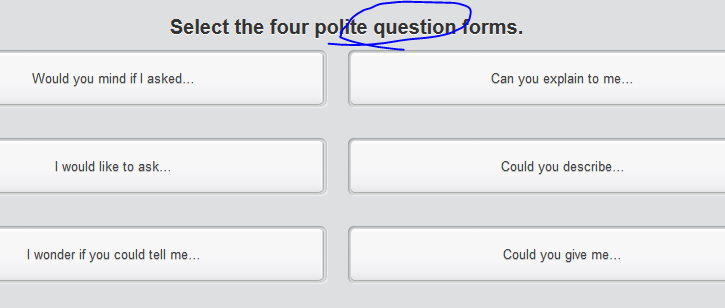 Select the four polite question forms.
Would you mind if I asked...
Can you explain to me...
I would like to ask...
Could you describe...
I wonder if you could tell me...
Could you give me...